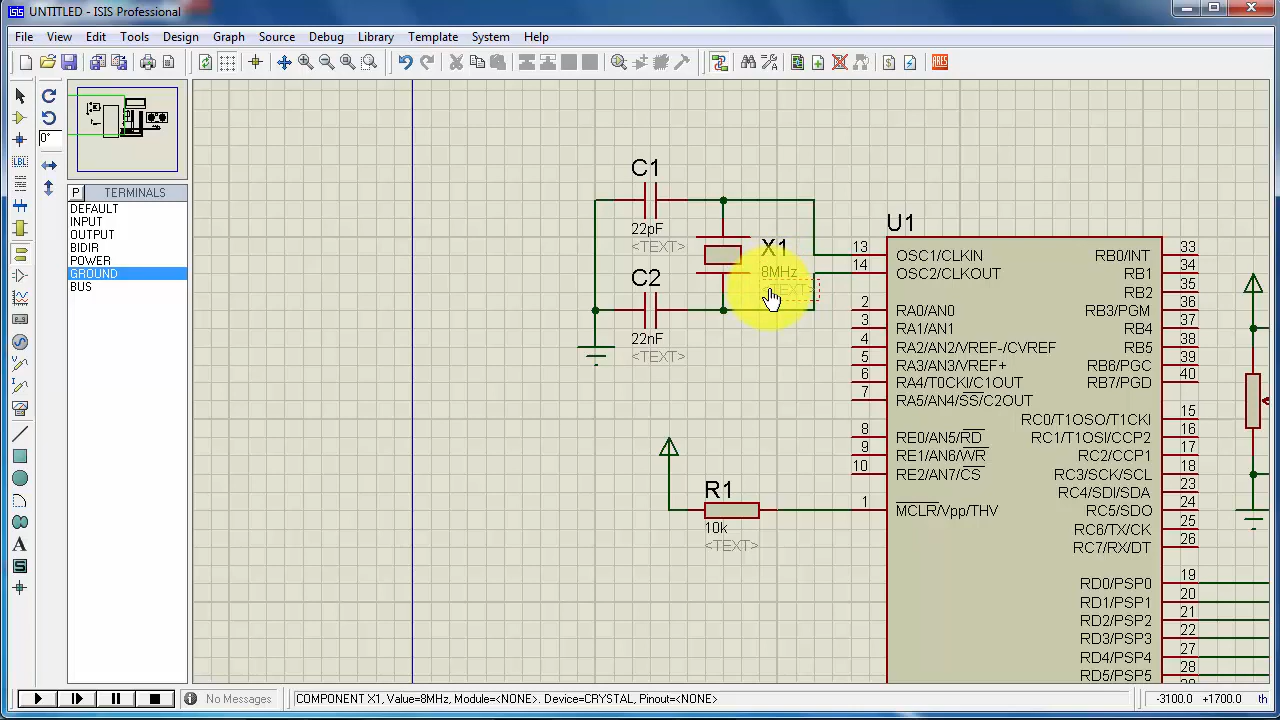 UNTITLED - ISIS Professional
File View Edit Tools Design Graph Source Debug Library Template System Help
ARES
LBL
0°
P TERMINALS
DEFAULT
INPUT
OUTPUT
BIDIR
POWER
GROUND
BUS
A
S
C1
22pF
<TEXT>
X1
8MHz
<TEXT>
C2
22nF
<TEXT>
R1
10k
<TEXT>
U1
13 OSC1/CLKIN RB0/INT 33
14 OSC2/CLKOUT RB1 34
RB2 35
2 RA0/AN0 RB3/PGM 36
3 RA1/AN1 RB4 37
4 RA2/AN2/VREF-/CVREF RB5 38
5 RA3/AN3/VREF+ RB6/PGC 39
6 RA4/T0CKI/C1OUT RB7/PGD 40
7 RA5/AN4/SS/C2OUT
RC0/T1OSO/T1CKI 15
8 RE0/AN5/RD RC1/T1OSI/CCP2 16
9 RE1/AN6/WR RC2/CCP1 17
10 RE2/AN7/CS RC3/SCK/SCL 18
RC4/SDI/SDA 23
1 MCLR/Vpp/THV RC5/SDO 24
RC6/TX/CK 25
RC7/RX/DT 26
RD0/PSP0 19
RD1/PSP1 20
RD2/PSP2 21
RD3/PSP3 22
RD4/PSP4 27
RD5/PSP5 28
No Messages COMPONENT X1, Value=8MHz, Module=<NONE>. Device=CRYSTAL, Pinout=<NONE> -3100.0 +1700.0 th